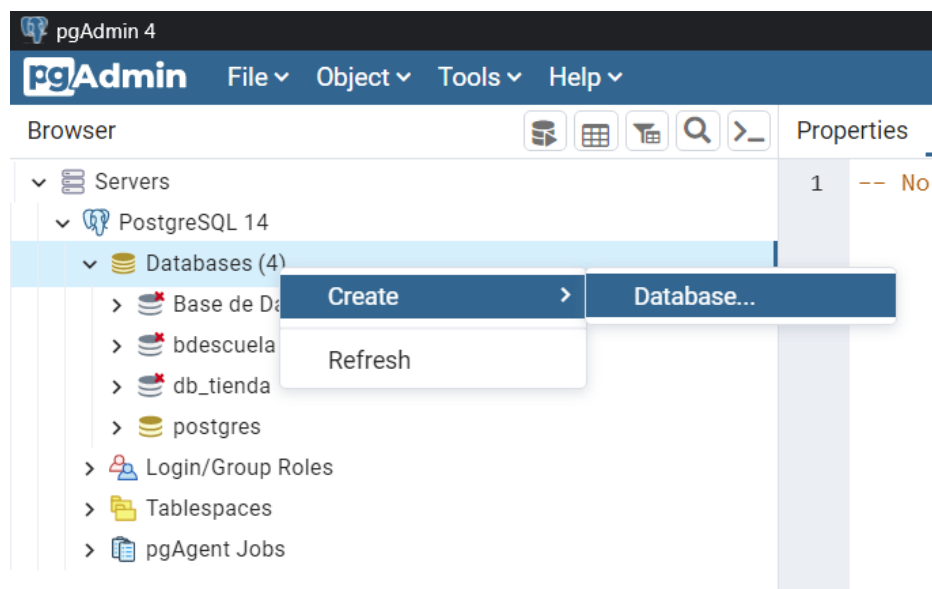 pgAdmin 4
pgAdmin File Object Tools Help
Browser
Properties
Servers
1 -- No
PostgreSQL 14
Databases (4)
Base de Da
Create
Database...
bdescuela
Refresh
db_tienda
postgres
Login/Group Roles
Tablespaces
pgAgent Jobs